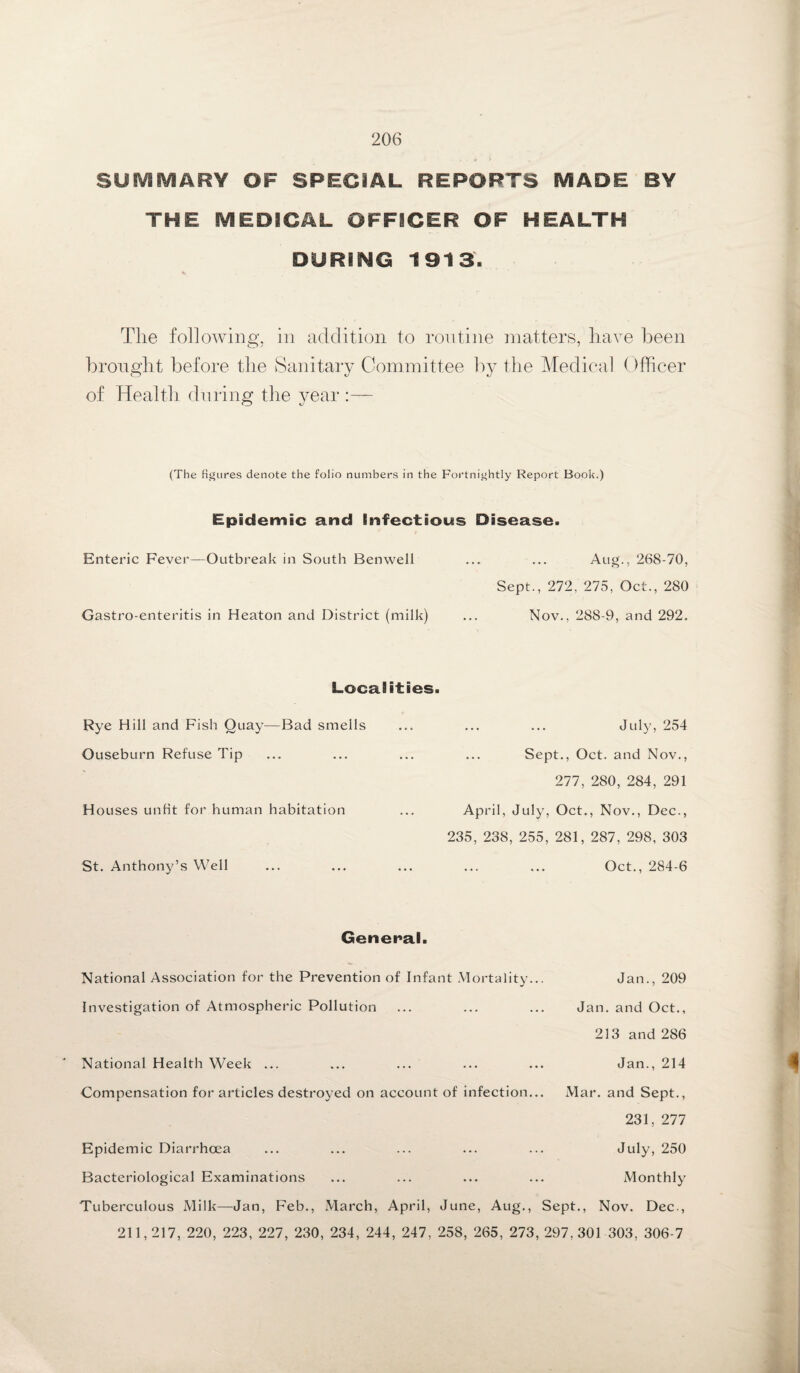 206
SUMMARY OF SPECIAL REPORTS MADE BY
THE MEDICAL OFFICER OF HEALTH
DURING 1913.
The following, in addition to routine matters, have been
brought before the Sanitary Committee by the Medical Officer
of Health during the year :—
(The figures denote the folio numbers in the Fortnightly Report Book.)
Epidemic and Infectious Disease.
Enteric Fever—Outbreak in South Benwell ... ... Aug., 268-70,
Sept., 272, 275, Oct., 280
Gastro-enteritis in Heaton and District (milk) ... Nov., 288-9, and 292.
Localities.
Rye Hill and Fish Quay—Bad smells ... ... ... July, 254
Ouseburn Refuse Tip ... ... ... ... Sept., Oct. and Nov.,
277, 280, 284, 291
Houses unfit for human habitation ... April, July, Oct., Nov., Dec.,
235, 238, 255, 281, 287, 298, 303
St. Anthony's Well ... ... ... ... ... Oct., 284-6
General.
National Association for the Prevention of Infant Mortality... Jan., 209
Investigation of Atmospheric Pollution ... ... ... Jan. and Oct.,
213 and 286
National Health Week ... ... ... ... ... Jan., 214
Compensation for articles destroyed on account of infection... Mar. and Sept.,
231, 277
Epidemic Diarrhœa ... ... ... ... ... July, 250
Bacteriological Examinations ... ... ... ... Monthly
Tuberculous Milk—Jan, Feb., March, April, June, Aug., Sept., Nov. Dec.,
211, 217, 220, 223, 227, 230, 234, 244, 247, 258, 265, 273, 297, 301 303, 306-7